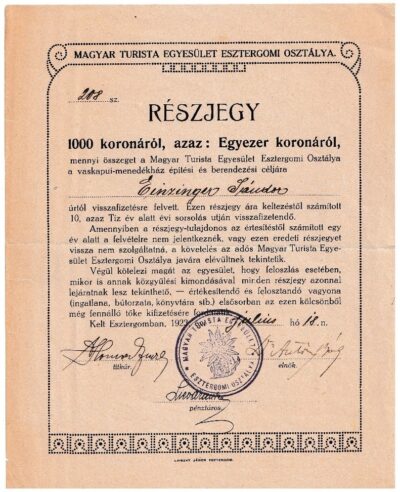 MAGYAR TURISTA EGYESÜLET ESZTERGOMI OSZTÁLYA.
208 SZ.
RÉSZJEGY
1000 koronáról, azaz: Egyezer koronáról,
mennyi összeget a Magyar Turista Egyesület Esztergomi Osztálya
a vaskapui-menedékház építési és berendezési céljára
Einzinger Sándor
úrtól visszafizetésre felvett. Ezen részjegy ára keltezéstől számított
10, azaz Tíz év alatt évi sorsolás utján visszafizetendő.
Amennyiben a részjegy-tulajdonos az értesítéstől számított egy
év alatt a felvételre nem jelentkeznék, vagy ezen eredeti részjegyet
vissza nem szolgáltatná, a követelés az adós Magyar Turista Egye-
sület Esztergomi Osztálya javára elévültnek tekintetik.
Végül kötelezi magát az egyesület, hogy feloszlás esetében,
mikor is annak közgyűlési kimondásával minden részjegy azonnal
lejáratnak lesz tekinthető, — értékesítendő és felosztandó vagyona
(ingatlana, bútorzata, könyvtára stb.) elsősorban az ezen kölcsönből
még fennálló tőke kifizetésére
Kelt Esztergomban, 192 julius hó 18.n.
MAGYAR TURISTA EGYESÜLET
ESZTERGOMI OSZTÁLYA
titkár.
elnök.
pénztáros.